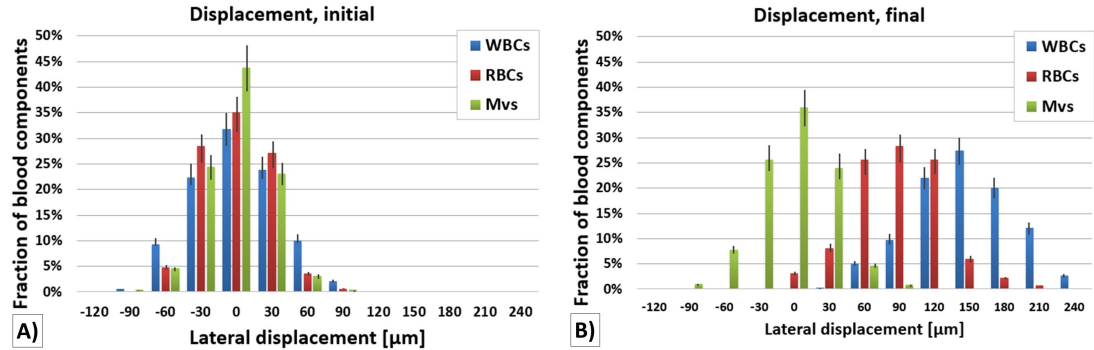 Displacement, initial
Fraction of blood components
50%
45%
40%
35%
30%
25%
20%
15%
10%
5%
0%
WBCs
RBCs
Mvs
-120 -90 -60 -30 0 30 60 90 120 150 180 210 240
Lateral displacement [µm]
A)
Displacement, final
Fraction of blood components
50%
45%
40%
35%
30%
25%
20%
15%
10%
5%
0%
WBCs
RBCs
Mvs
-120 -90 -60 -30 0 30 60 90 120 150 180 210 240
Lateral displacement [µm]
B)